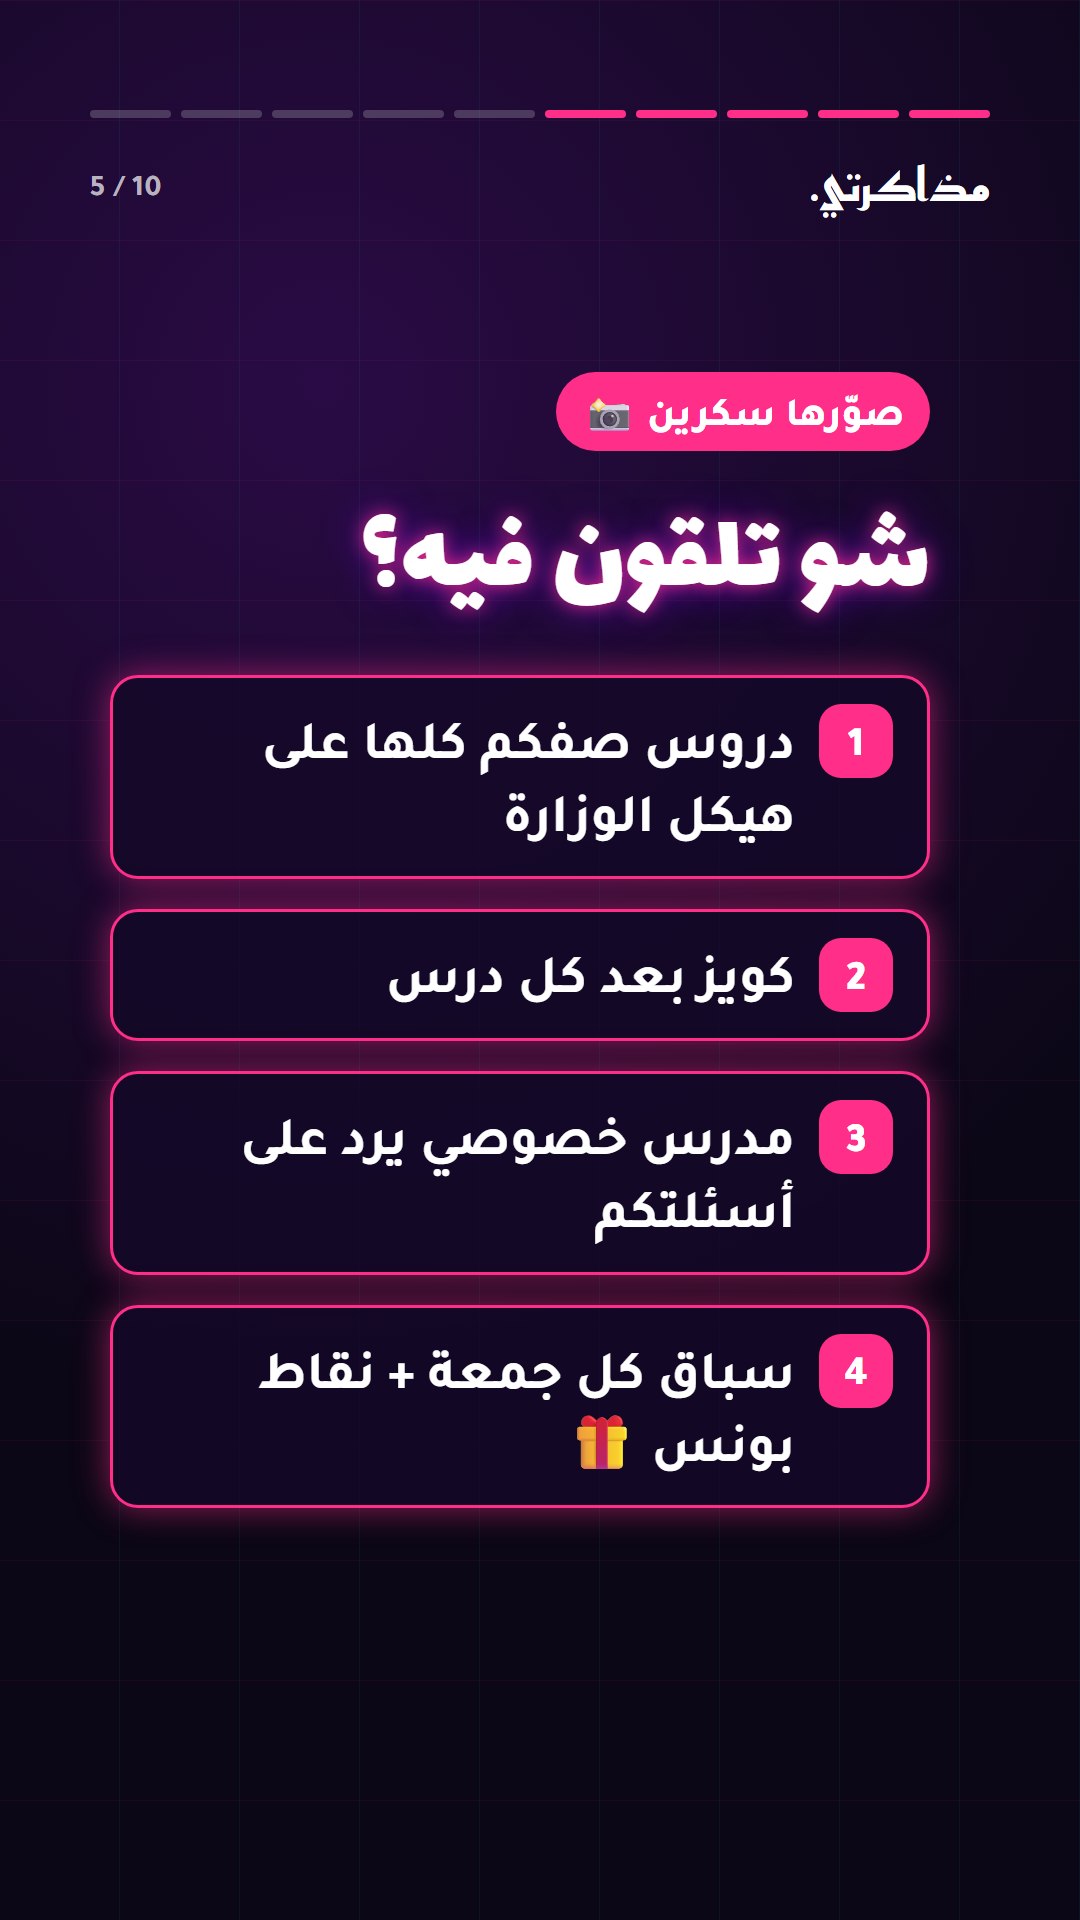 مذاكرتي.
5 / 10
صوّرها سكرين 📸
شو تلقون فيه؟
1 دروس صفكم كلها على
هيكل الوزارة
2 كويز بعد كل درس
3 مدرس خصوصي يرد على
أسئلتكم
4 سباق كل جمعة + نقاط
بونس 🎁